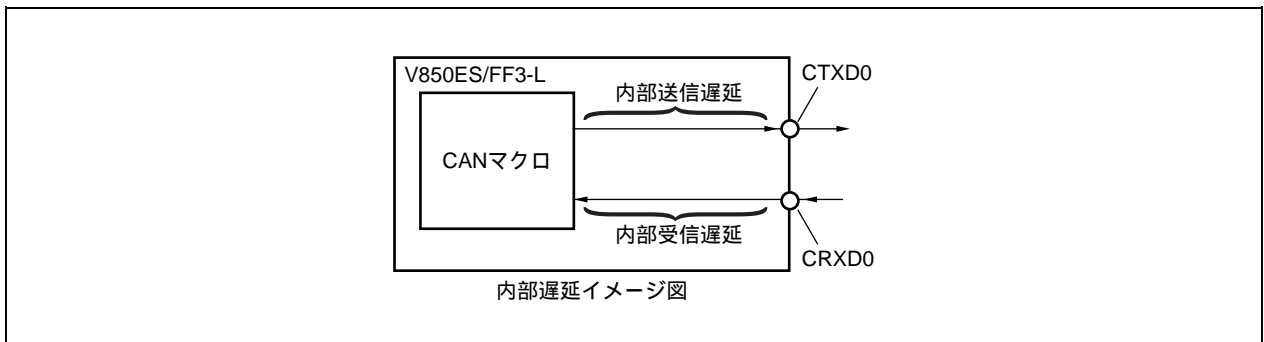 V850ES/FF3-L
CTXD0
内部送信遅延
CANマクロ
内部受信遅延
CRXD0
内部遅延イメージ図